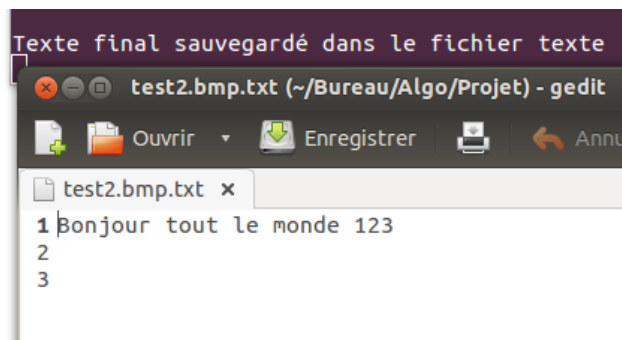 Texte final sauvegardé dans le fichier texte
test2.bmp.txt (~/Bureau/Algo/Projet) - gedit
Ouvrir Enregistrer
test2.bmp.txt x
1 Bonjour tout le monde 123
2
3